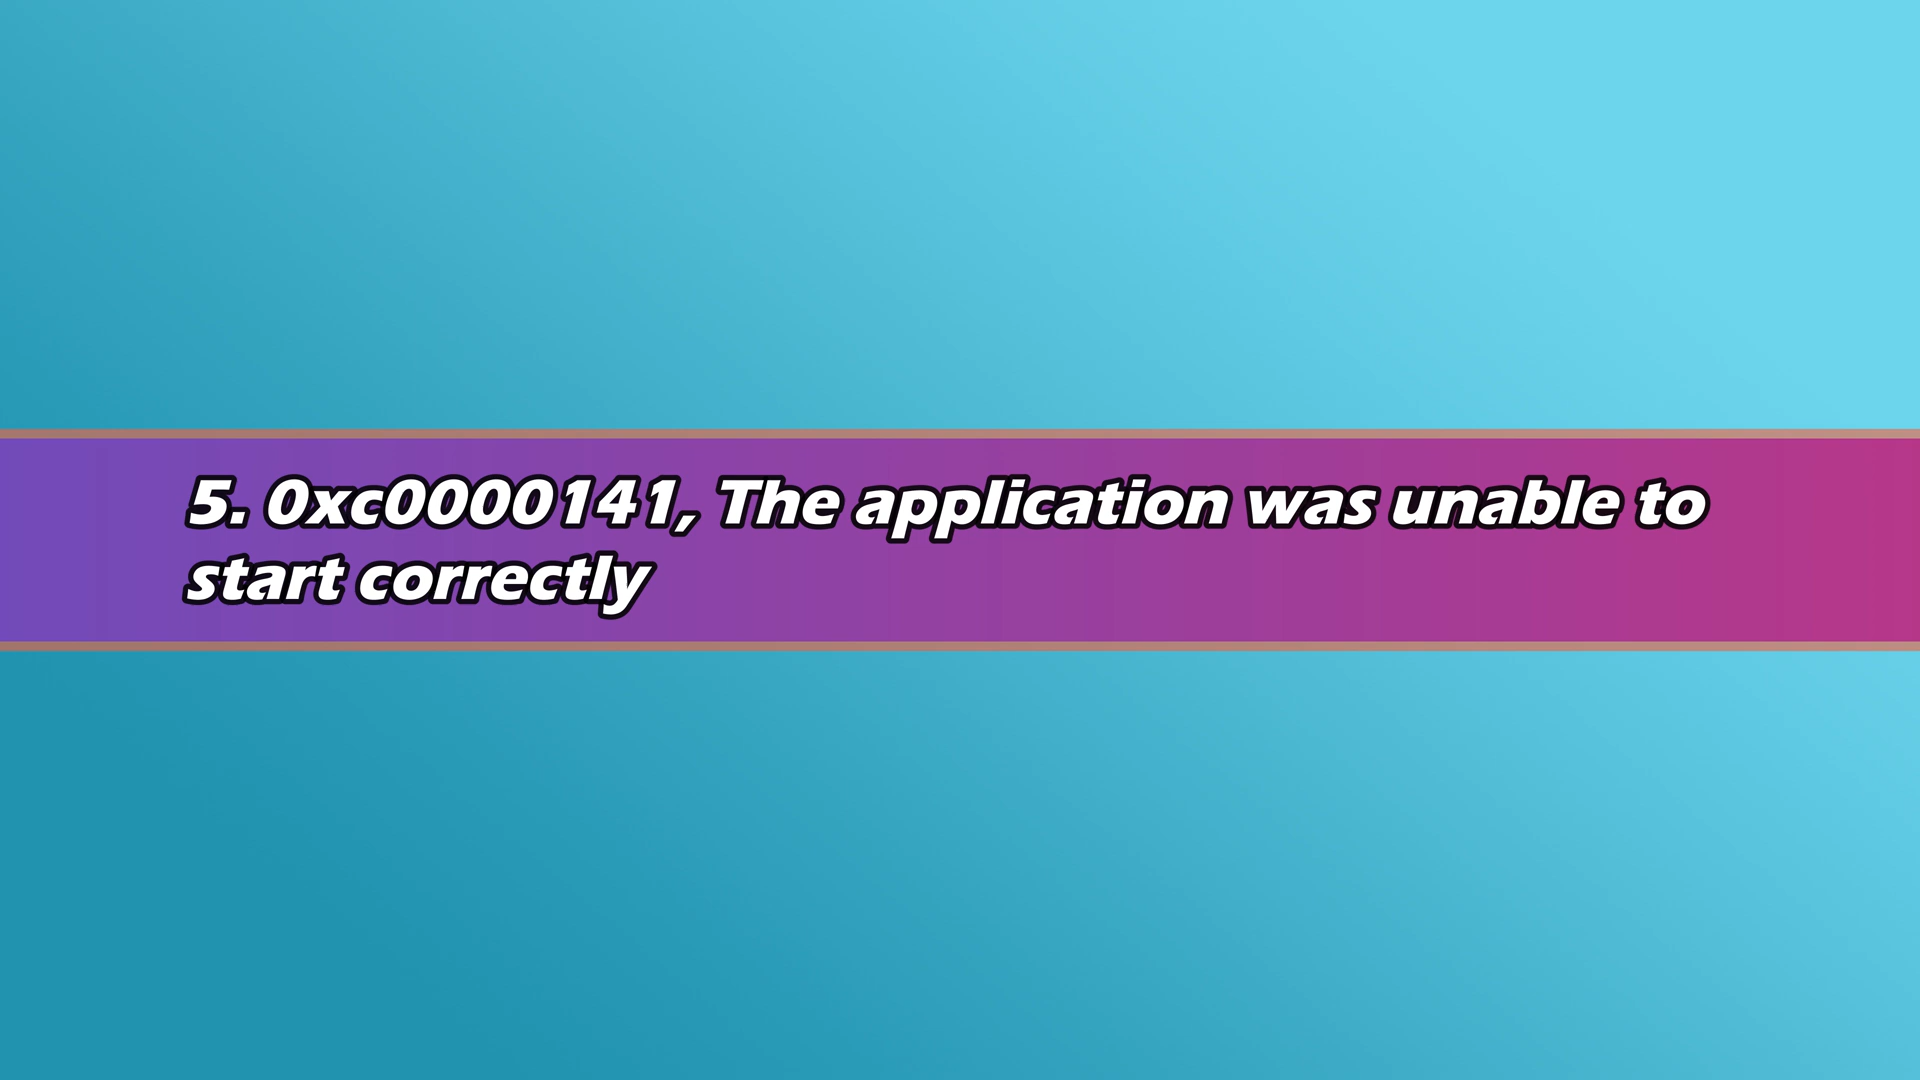 5. 0xc0000141, The application was unable to
start correctly